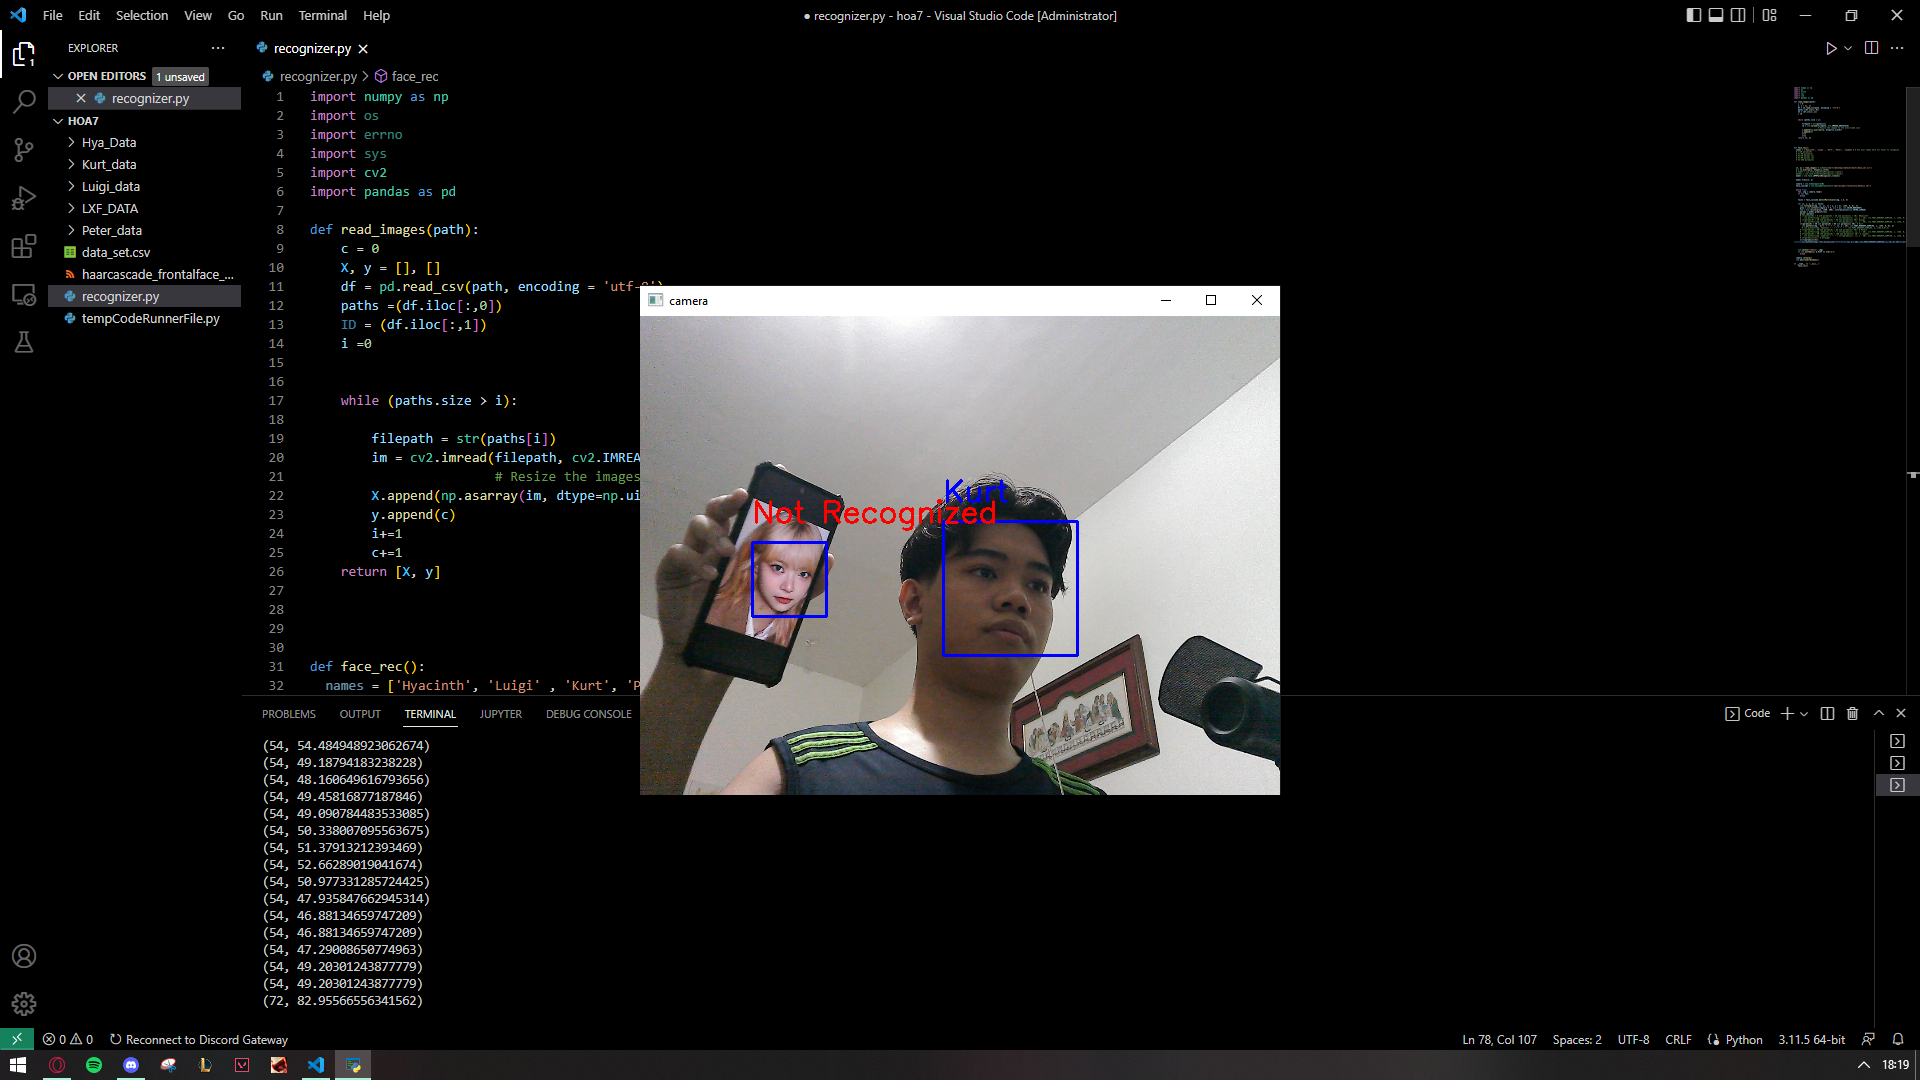 File Edit Selection View Go Run Terminal Help
● recognizer.py - hoa7 - Visual Studio Code [Administrator]
EXPLORER
OPEN EDITORS 1 unsaved
recognizer.py
HOA7
Hya_Data
Kurt_data
Luigi_data
LXF_DATA
Peter_data
data_set.csv
haarcascade_frontalface_...
recognizer.py
tempCodeRunnerFile.py
1
recognizer.py
recognizer.py > face_rec
1 import numpy as np
2 import os
3 import errno
4 import sys
5 import cv2
6 import pandas as pd
7
8 def read_images(path):
9 c = 0
10 X, y = [], []
11 df = pd.read_csv(path, encoding = 'utf-8')
12 paths =(df.iloc[:,0])
13 ID = (df.iloc[:,1])
14 i =0
15
16
17 while (paths.size > i):
18
19 filepath = str(paths[i])
20 im = cv2.imread(filepath, cv2.IMREA
21 # Resize the images
22 X.append(np.asarray(im, dtype=np.ui
23 y.append(c)
24 i+=1
25 c+=1
26 return [X, y]
27
28
29
30
31 def face_rec():
32 names = ['Hyacinth', 'Luigi' , 'Kurt', 'P
camera
Kurt
Not Recognized
PROBLEMS OUTPUT TERMINAL JUPYTER DEBUG CONSOLE
Code
(54, 54.484948923062674)
(54, 49.18794183238228)
(54, 48.160649616793656)
(54, 49.45816877187846)
(54, 49.090784483533085)
(54, 50.338007095563675)
(54, 51.37913212393469)
(54, 52.66289019041674)
(54, 50.977331285724425)
(54, 47.935847662945314)
(54, 46.88134659747209)
(54, 46.88134659747209)
(54, 47.29008650774963)
(54, 49.20301243877779)
(54, 49.20301243877779)
(72, 82.95566556341562)
0 0 Reconnect to Discord Gateway
Ln 78, Col 107 Spaces: 2 UTF-8 CRLF Python 3.11.5 64-bit
18:19